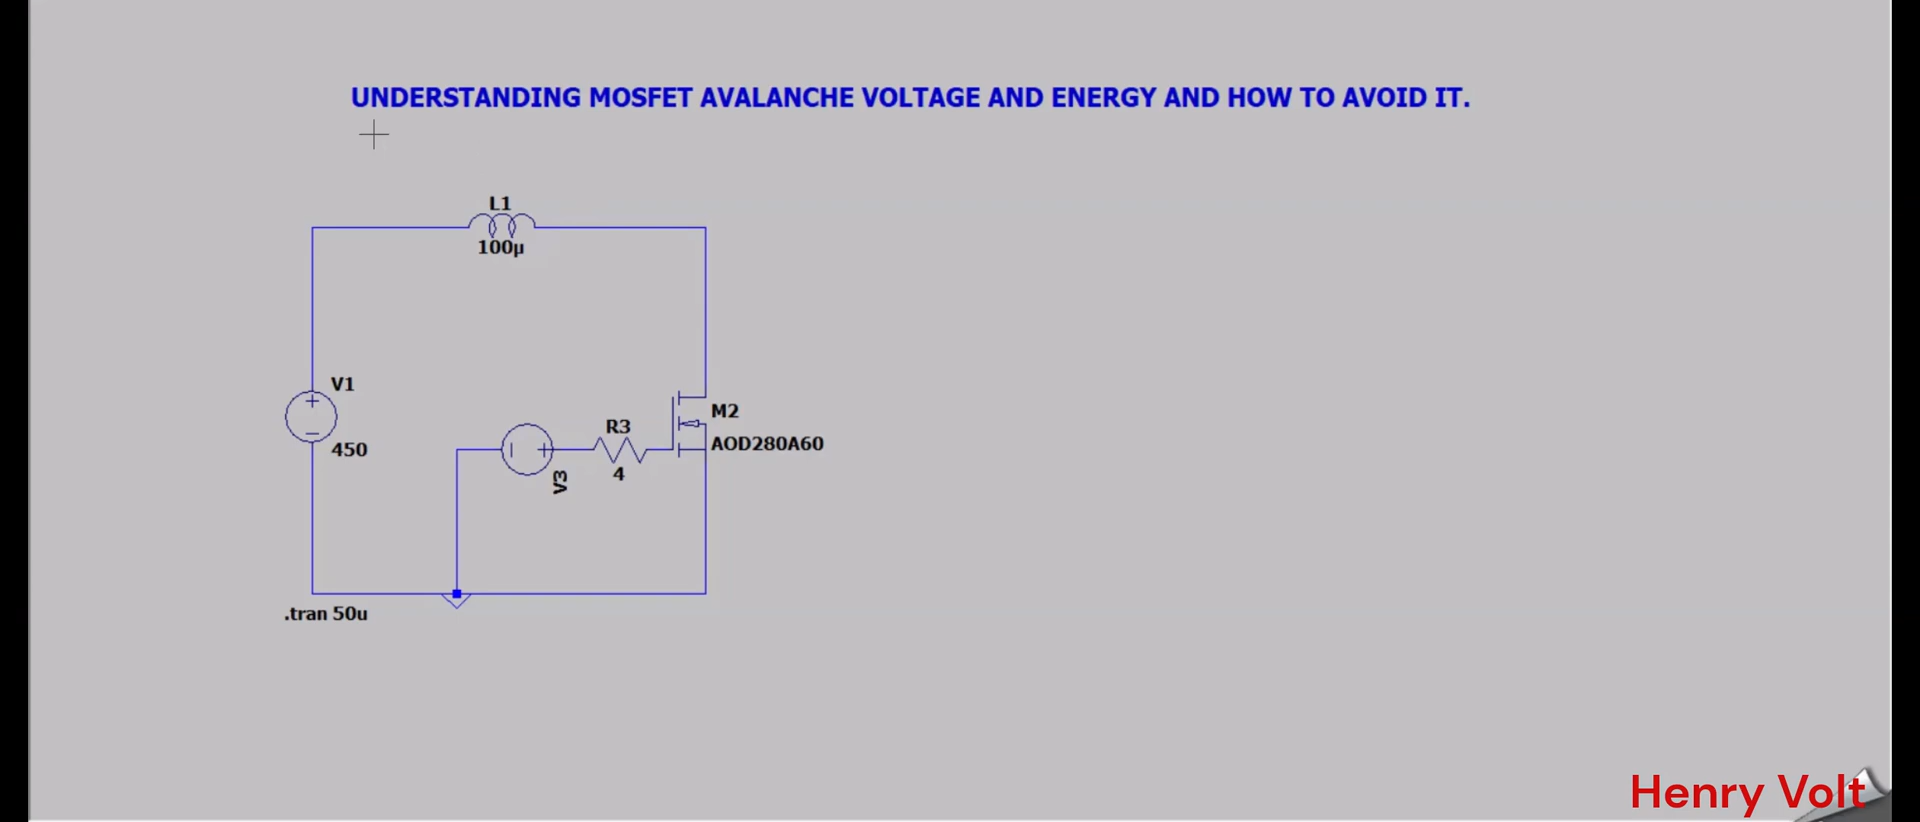 UNDERSTANDING MOSFET AVALANCHE VOLTAGE AND ENERGY AND HOW TO AVOID IT.
L1
100µ
V1
450
M2
AOD280A60
R3
4
V3
.tran 50u
Henry Volt